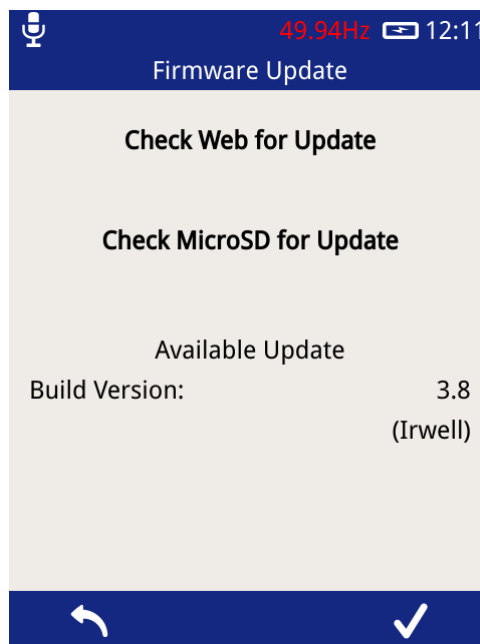 49.94Hz 12:11
Firmware Update
Check Web for Update
Check MicroSD for Update
Available Update
Build Version: 3.8
(Irwell)